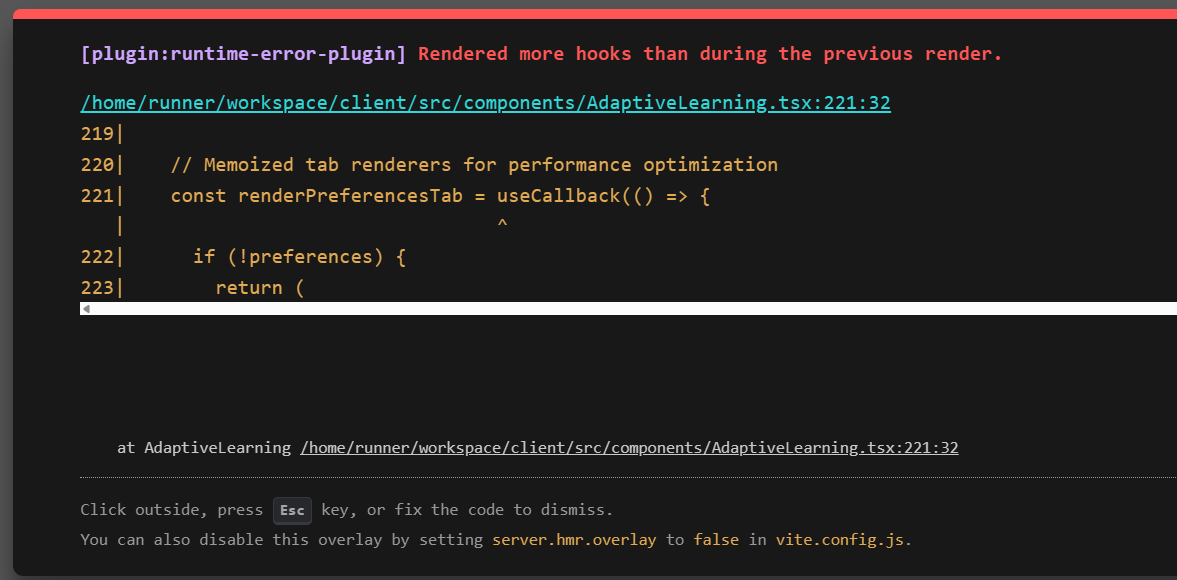 [plugin:runtime-error-plugin] Rendered more hooks than during the previous render.
/home/runner/workspace/client/src/components/AdaptiveLearning.tsx:221:32
219|
220|    // Memoized tab renderers for performance optimization
221|    const renderPreferencesTab = useCallback(() => {
   |                                 ^
222|      if (!preferences) {
223|        return (
at AdaptiveLearning /home/runner/workspace/client/src/components/AdaptiveLearning.tsx:221:32
Click outside, press Esc key, or fix the code to dismiss.
You can also disable this overlay by setting server.hmr.overlay to false in vite.config.js.